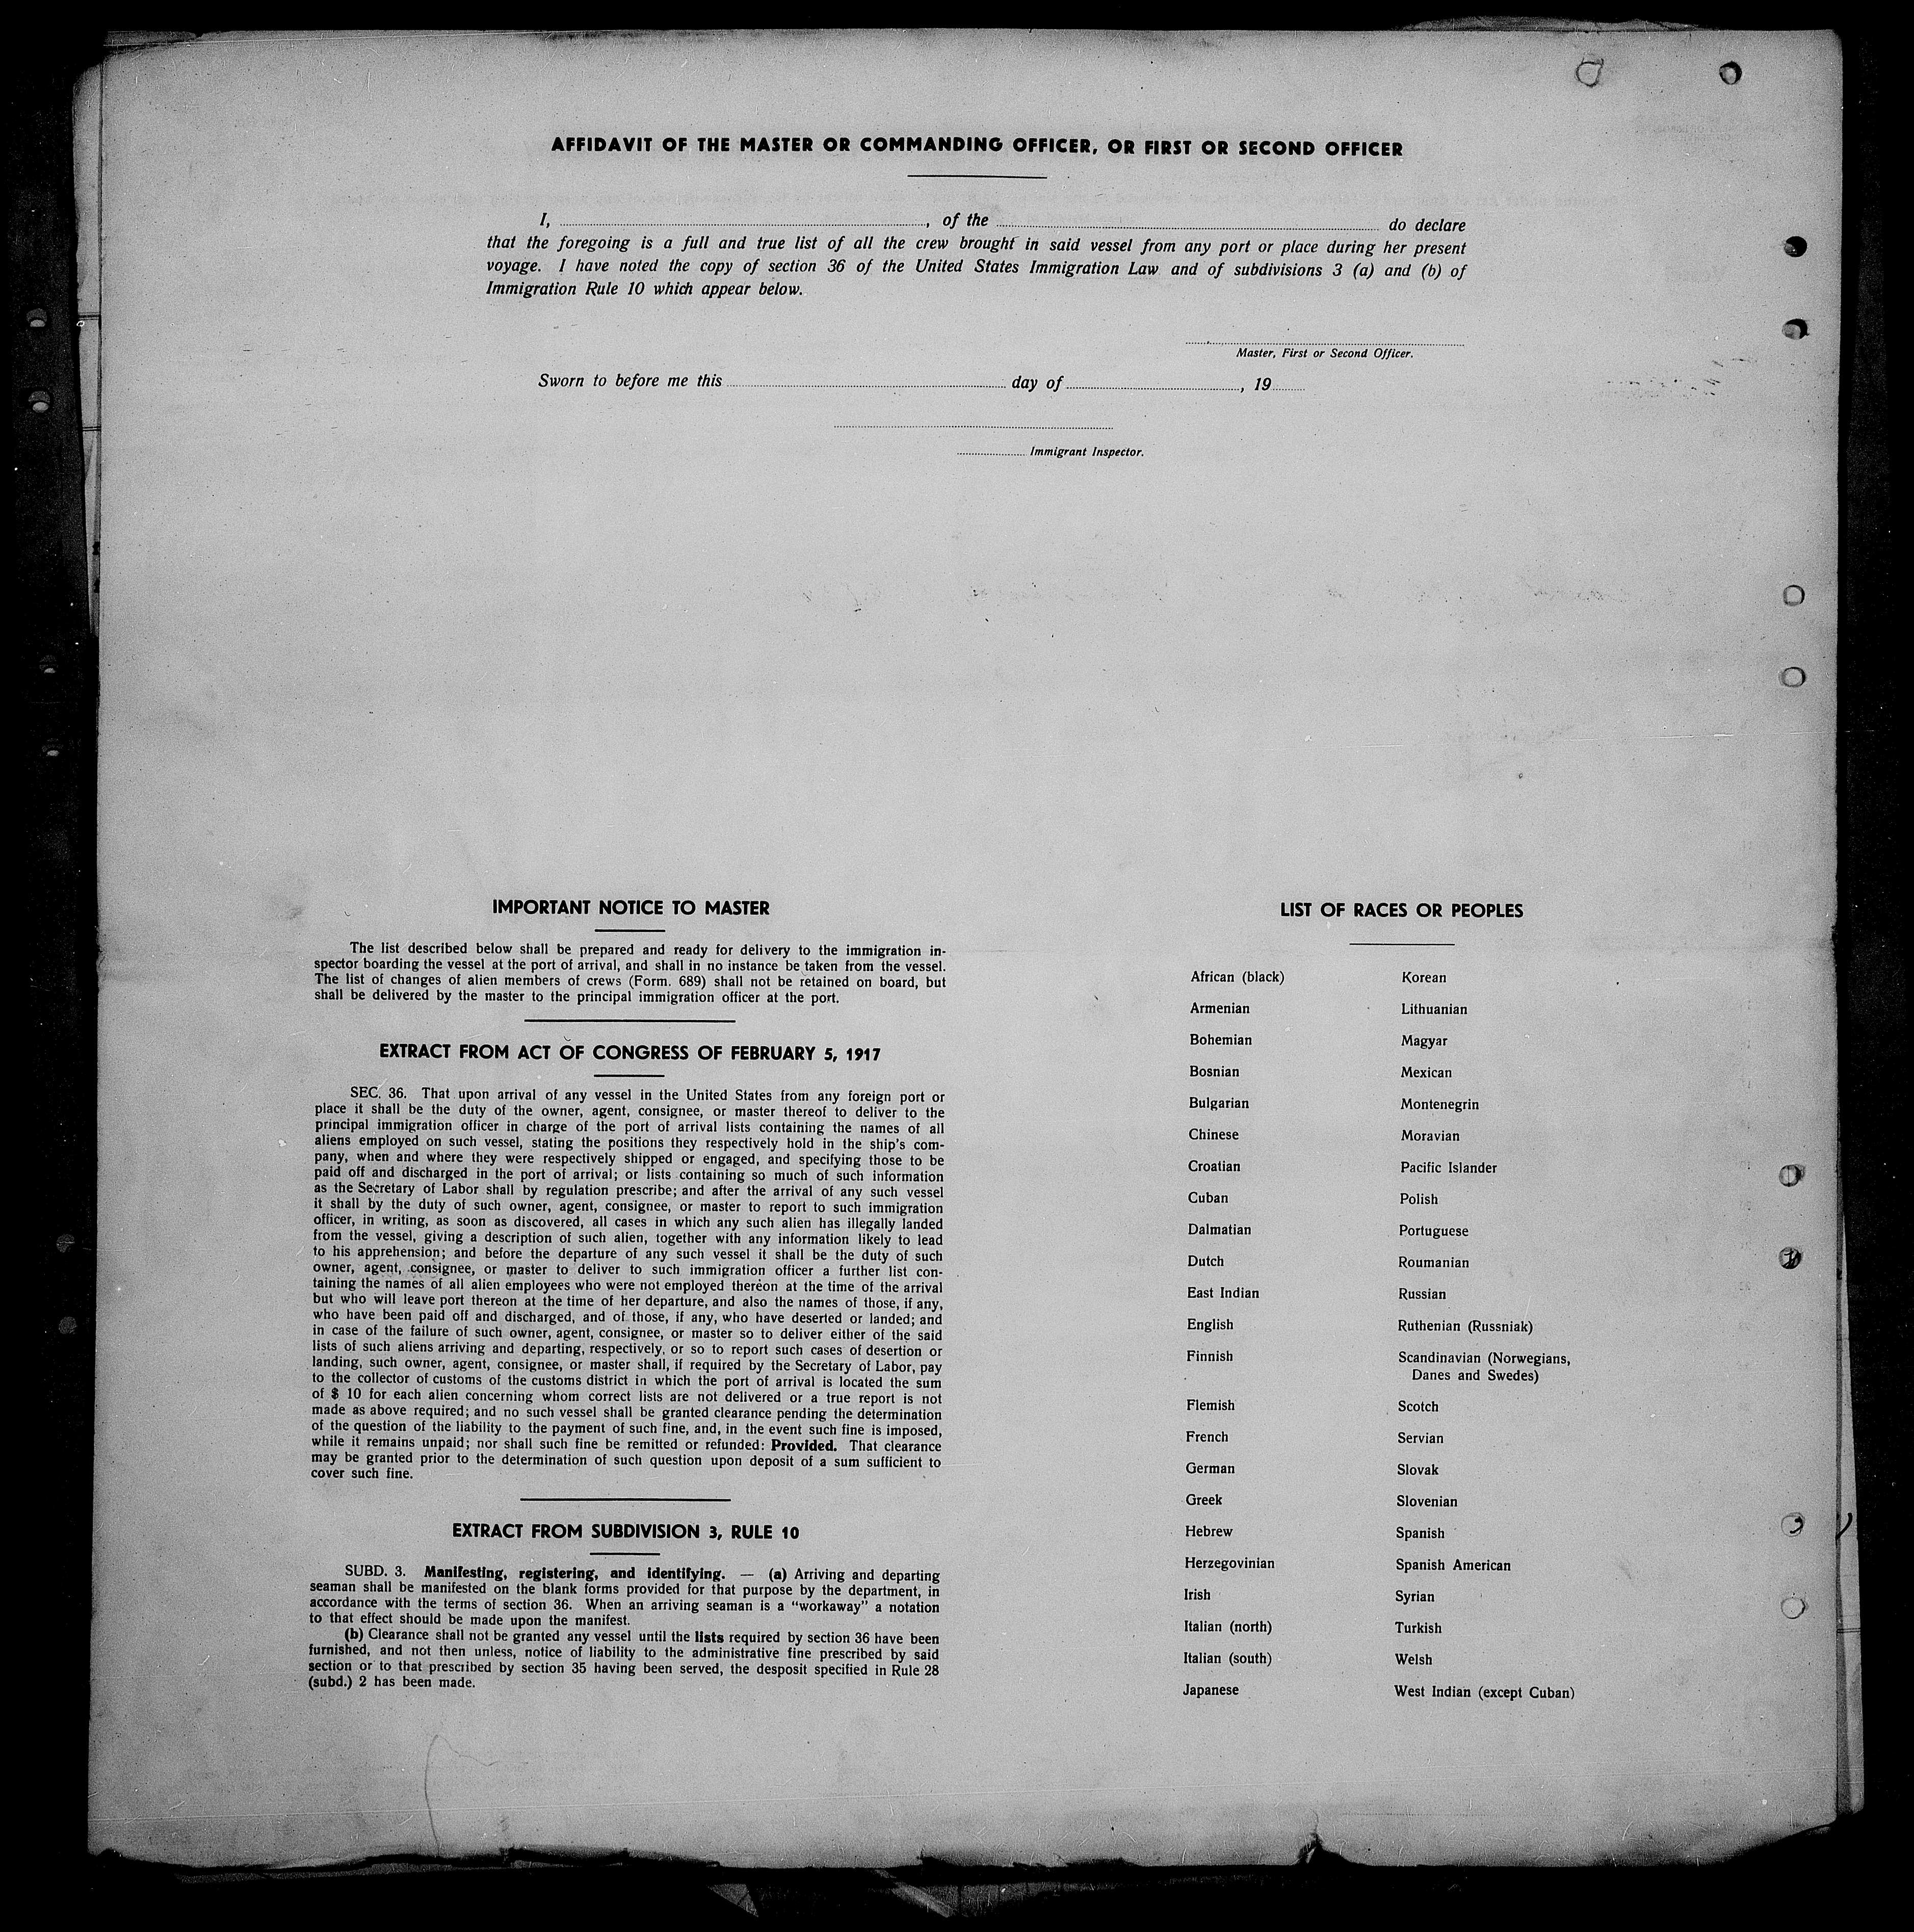 AFFIDAVIT OF THE MASTER OR COMMANDING OFFICER, OR FIRST OR SECOND OFFICER
I, , of the do declare
that the foregoing is a full and true list of all the crew brought in said vessel from any port or place during her present
voyage. I have noted the copy of section 36 of the United States Immigration Law and of subdivisions 3 (a) and (b) of
Immigration Rule 10 which appear below.
Master, First or Second Officer.
Sworn to before me this day of , 19
Immigrant Inspector.
IMPORTANT NOTICE TO MASTER
The list described below shall be prepared and ready for delivery to the immigration in-
spector boarding the vessel at the port of arrival, and shall in no instance be taken from the vessel.
The list of changes of alien members of crews (Form. 689) shall not be retained on board, but
shall be delivered by the master to the principal immigration officer at the port.
EXTRACT FROM ACT OF CONGRESS OF FEBRUARY 5, 1917
SEC. 36. That upon arrival of any vessel in the United States from any foreign port or
place it shall be the duty of the owner, agent, consignee, or master thereof to deliver to the
principal immigration officer in charge of the port of arrival lists containing the names of all
aliens employed on such vessel, stating the positions they respectively hold in the ship's com-
pany, when and where they were respectively shipped or engaged, and specifying those to be
paid off and discharged in the port of arrival; or lists containing so much of such information
as the Secretary of Labor shall by regulation prescribe; and after the arrival of any such vessel
it shall by the duty of such owner, agent, consignee, or master to report to such immigration
officer, in writing, as soon as discovered, all cases in which any such alien has illegally landed
from the vessel, giving a description of such alien, together with any information likely to lead
to his apprehension; and before the departure of any such vessel it shall be the duty of such
owner, agent, consignee, or master to deliver to such immigration officer a further list con-
taining the names of all alien employees who were not employed thereon at the time of the arrival
but who will leave port thereon at the time of her departure, and also the names of those, if any,
who have been paid off and discharged, and of those, if any, who have deserted or landed; and
in case of the failure of such owner, agent, consignee, or master so to deliver either of the said
lists of such aliens arriving and departing, respectively, or so to report such cases of desertion or
landing, such owner, agent, consignee, or master shall, if required by the Secretary of Labor, pay
to the collector of customs of the customs district in which the port of arrival is located the sum
of $ 10 for each alien concerning whom correct lists are not delivered or a true report is not
made as above required; and no such vessel shall be granted clearance pending the determination
of the question of the liability to the payment of such fine, and, in the event such fine is imposed,
while it remains unpaid; nor shall such fine be remitted or refunded: Provided. That clearance
may be granted prior to the determination of such question upon deposit of a sum sufficient to
cover such fine.
EXTRACT FROM SUBDIVISION 3, RULE 10
SUBD. 3. Manifesting, registering, and identifying. — (a) Arriving and departing
seaman shall be manifested on the blank forms provided for that purpose by the department, in
accordance with the terms of section 36. When an arriving seaman is a "workaway" a notation
to that effect should be made upon the manifest.
(b) Clearance shall not be granted any vessel until the lists required by section 36 have been
furnished, and not then unless, notice of liability to the administrative fine prescribed by said
section or to that prescribed by section 35 having been served, the desposit specified in Rule 28
(subd.) 2 has been made.
LIST OF RACES OR PEOPLES
African (black)
Armenian
Bohemian
Bosnian
Bulgarian
Chinese
Croatian
Cuban
Dalmatian
Dutch
East Indian
English
Finnish
Flemish
French
German
Greek
Hebrew
Herzegovinian
Irish
Italian (north)
Italian (south)
Japanese
Korean
Lithuanian
Magyar
Mexican
Montenegrin
Moravian
Pacific Islander
Polish
Portuguese
Roumanian
Russian
Ruthenian (Russniak)
Scandinavian (Norwegians,
Danes and Swedes)
Scotch
Servian
Slovak
Slovenian
Spanish
Spanish American
Syrian
Turkish
Welsh
West Indian (except Cuban)